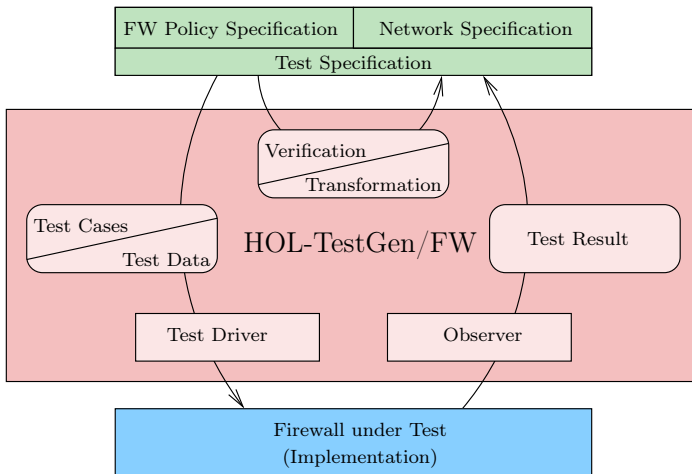 FW Policy Specification
Network Specification
Test Specification
Verification
Transformation
Test Cases
Test Data
HOL-TestGen/FW
Test Result
Test Driver
Observer
Firewall under Test
(Implementation)